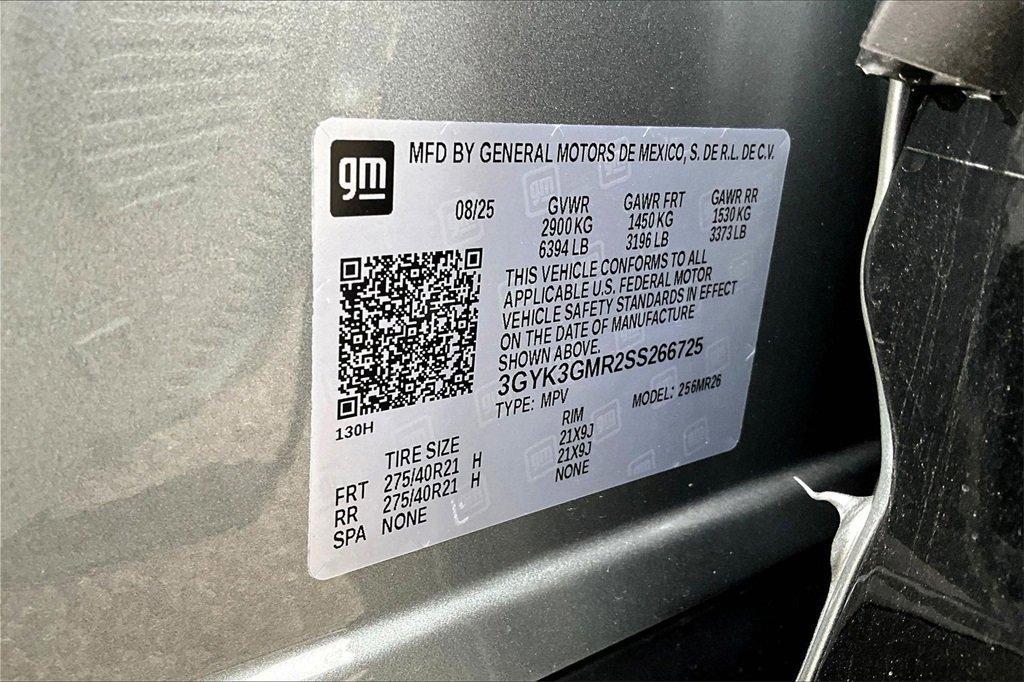 gm
MFD BY GENERAL MOTORS DE MEXICO, S. DE R.L. DE C.V.
08/25
GVWR GAWR FRT GAWR RR
2900 KG 1450 KG 1530 KG
6394 LB 3196 LB 3373 LB
THIS VEHICLE CONFORMS TO ALL
APPLICABLE U.S. FEDERAL MOTOR
VEHICLE SAFETY STANDARDS IN EFFECT
ON THE DATE OF MANUFACTURE
SHOWN ABOVE.
3GYK3GMR2SS266725
TYPE: MPV MODEL: 256MR26
130H
TIRE SIZE RIM
FRT 275/40R21 H 21X9J
RR 275/40R21 H 21X9J
SPA NONE NONE